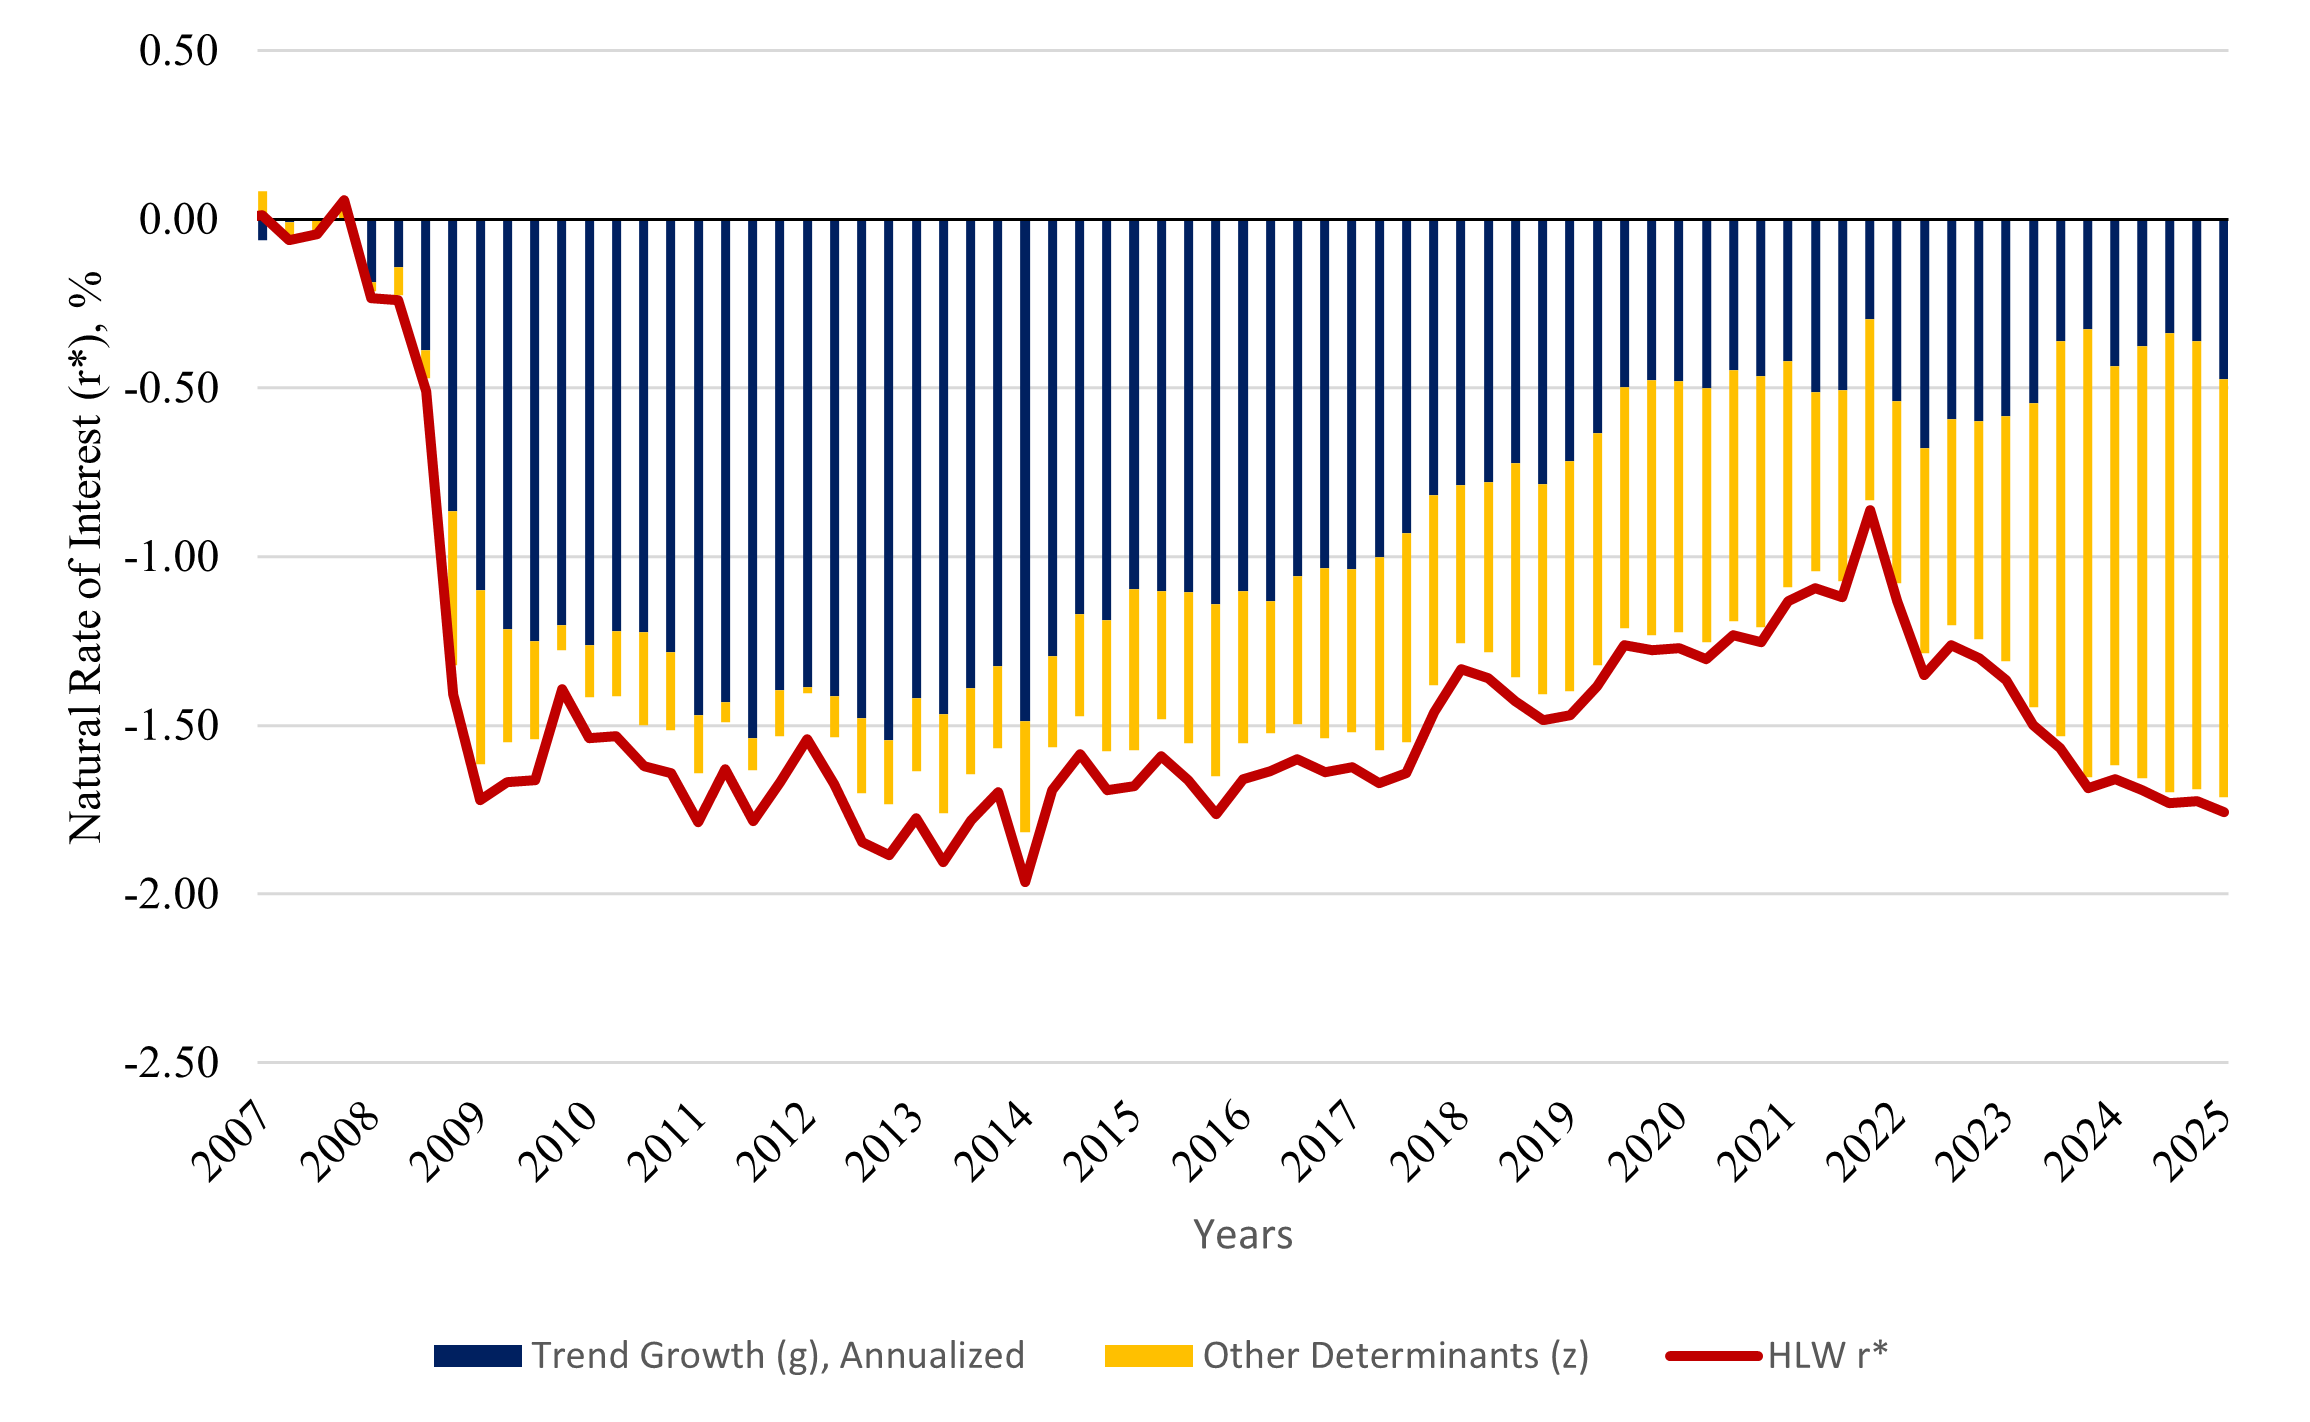 0.50
0.00
-0.50
-1.00
-1.50
-2.00
-2.50
Natural Rate of Interest (r*), %
2007 2008 2009 2010 2011 2012 2013 2014 2015 2016 2017 2018 2019 2020 2021 2022 2023 2024 2025
Years
Trend Growth (g), Annualized Other Determinants (z) HLW r*